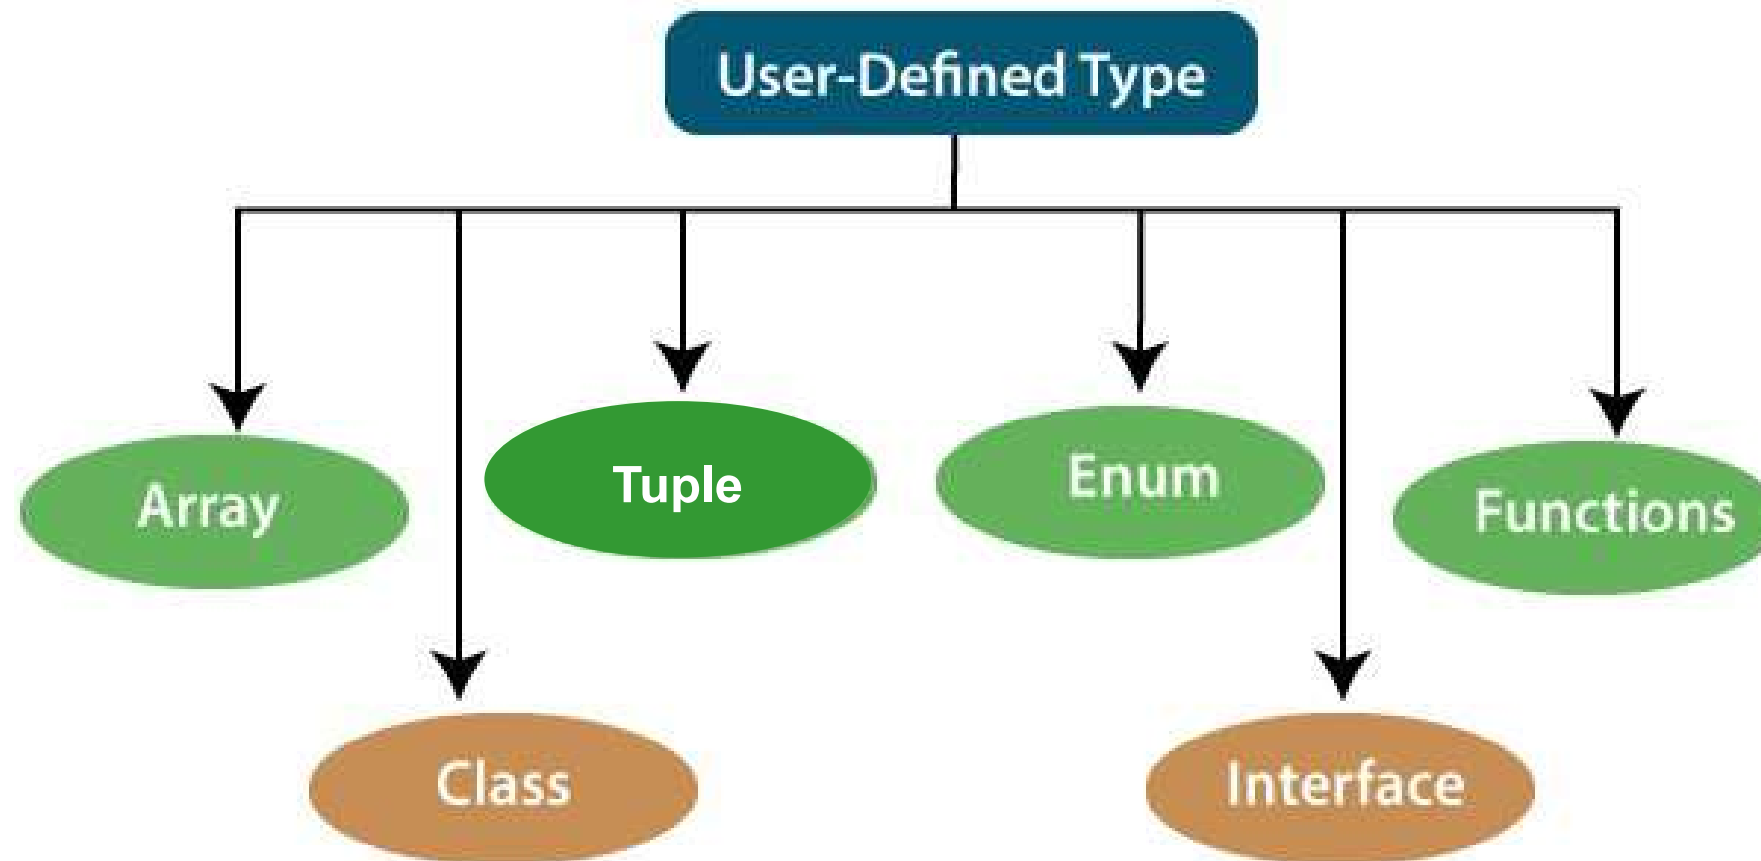 User-Defined Type
Array
Tuple
Enum
Functions
Class
Interface